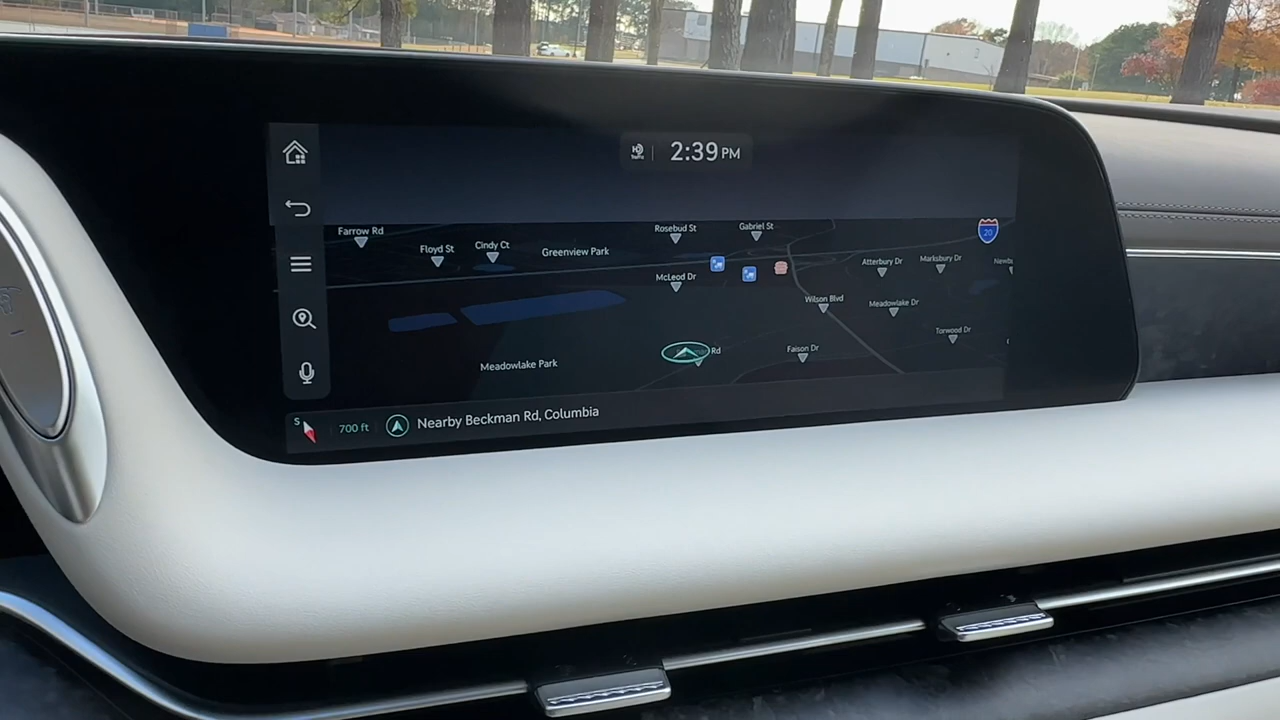 2:39 PM
Farrow Rd
Floyd St
Cindy Ct
Greenview Park
Rosebud St
Gabriel St
20
McLeod Dr
Atterbury Dr
Marksbury Dr
Wilson Blvd
Meadowlake Dr
Torwood Dr
Meadowlake Park
Rd
Faison Dr
S
700 ft
Nearby Beckman Rd, Columbia